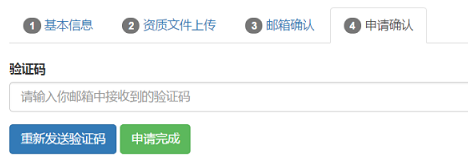 1 基本信息 2 资质文件上传 3 邮箱确认 4 申请确认
验证码
请输入你邮箱中接收到的验证码
重新发送验证码 申请完成